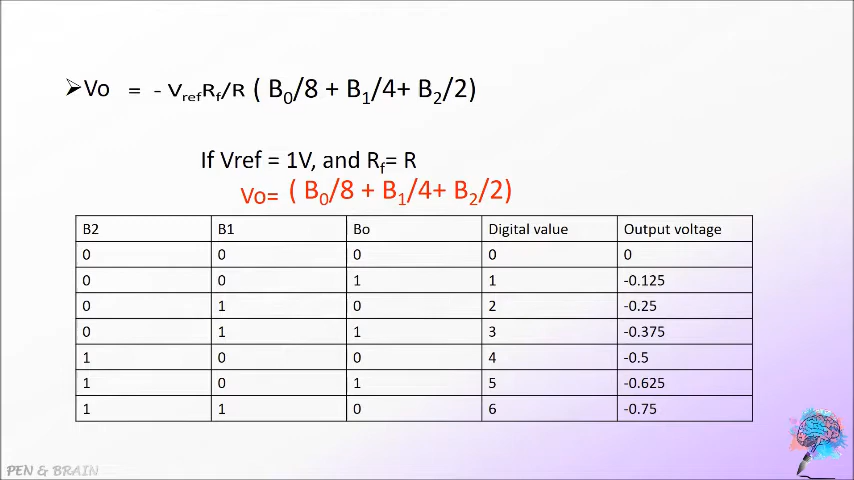 ➢Vo = - VrefRf/R ( B0/8 + B1/4+ B2/2)
If Vref = 1V, and Rf= R
Vo= ( B0/8 + B1/4+ B2/2)
B2 B1 Bo Digital value Output voltage
0 0 0 0 0
0 0 1 1 -0.125
0 1 0 2 -0.25
0 1 1 3 -0.375
1 0 0 4 -0.5
1 0 1 5 -0.625
1 1 0 6 -0.75
PEN & BRAIN